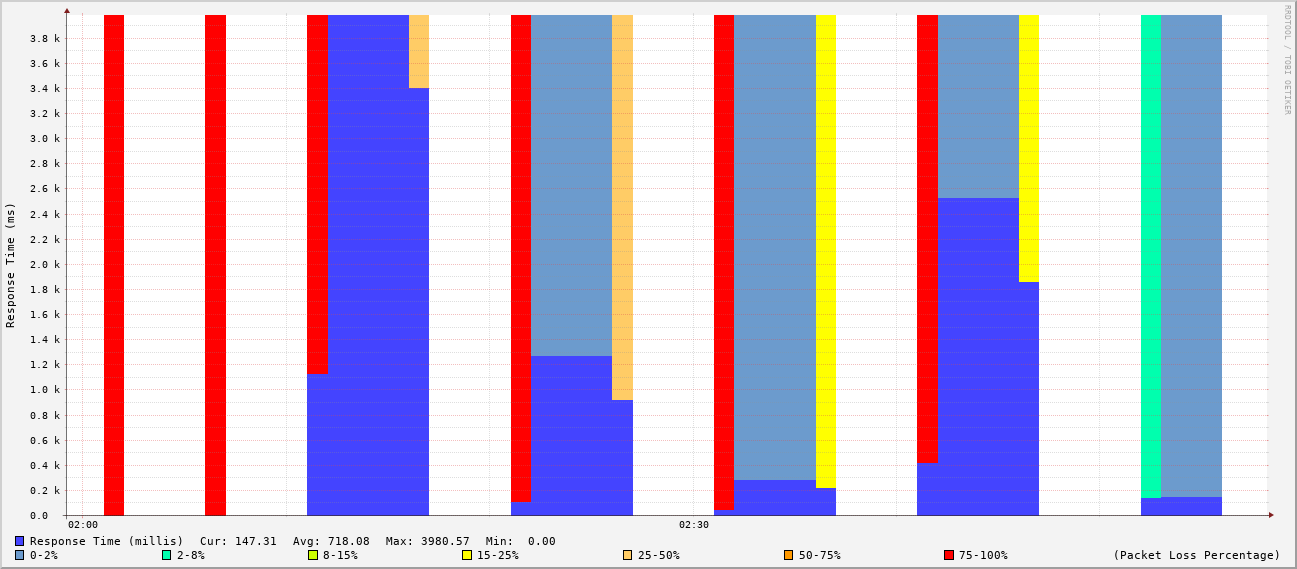 RRDTOOL / TOBI OETIKER
Response Time (ms)
3.8 k
3.6 k
3.4 k
3.2 k
3.0 k
2.8 k
2.6 k
2.4 k
2.2 k
2.0 k
1.8 k
1.6 k
1.4 k
1.2 k
1.0 k
0.8 k
0.6 k
0.4 k
0.2 k
0.0
02:00 02:30
Response Time (millis) Cur: 147.31 Avg: 718.08 Max: 3980.57 Min: 0.00
0-2% 2-8% 8-15% 15-25% 25-50% 50-75% 75-100% (Packet Loss Percentage)